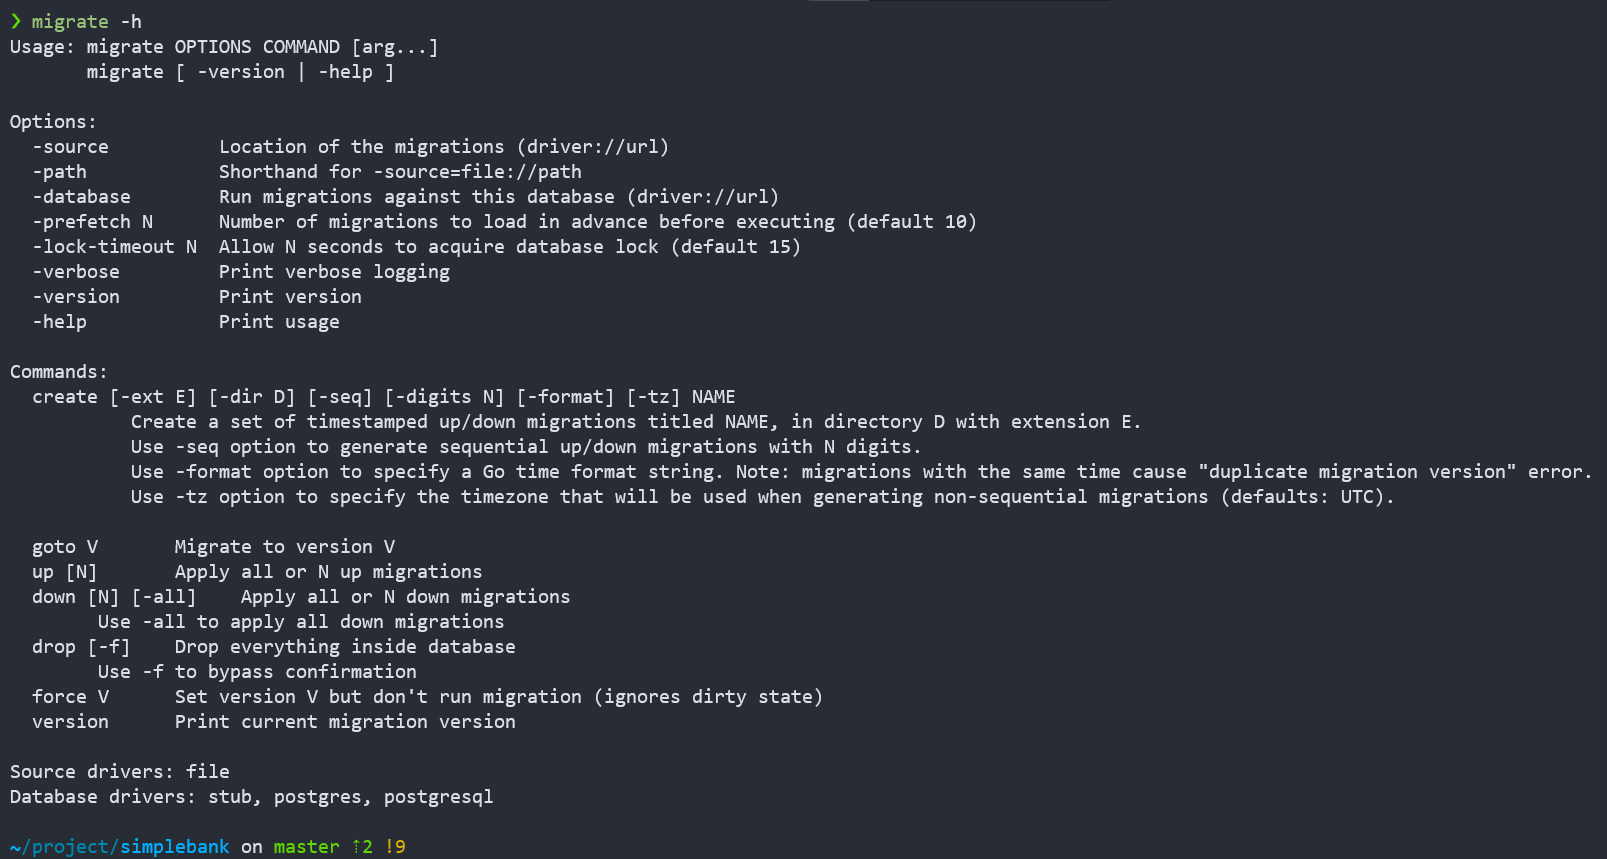 ❯ migrate -h
Usage: migrate OPTIONS COMMAND [arg...]
       migrate [ -version | -help ]

Options:
  -source          Location of the migrations (driver://url)
  -path            Shorthand for -source=file://path
  -database        Run migrations against this database (driver://url)
  -prefetch N      Number of migrations to load in advance before executing (default 10)
  -lock-timeout N  Allow N seconds to acquire database lock (default 15)
  -verbose         Print verbose logging
  -version         Print version
  -help            Print usage

Commands:
  create [-ext E] [-dir D] [-seq] [-digits N] [-format] [-tz] NAME
           Create a set of timestamped up/down migrations titled NAME, in directory D with extension E.
           Use -seq option to generate sequential up/down migrations with N digits.
           Use -format option to specify a Go time format string. Note: migrations with the same time cause "duplicate migration version" error.
           Use -tz option to specify the timezone that will be used when generating non-sequential migrations (defaults: UTC).

  goto V       Migrate to version V
  up [N]       Apply all or N up migrations
  down [N] [-all]    Apply all or N down migrations
        Use -all to apply all down migrations
  drop [-f]    Drop everything inside database
        Use -f to bypass confirmation
  force V      Set version V but don't run migration (ignores dirty state)
  version      Print current migration version

Source drivers: file
Database drivers: stub, postgres, postgresql

~/project/simplebank on master ⇡2 !9